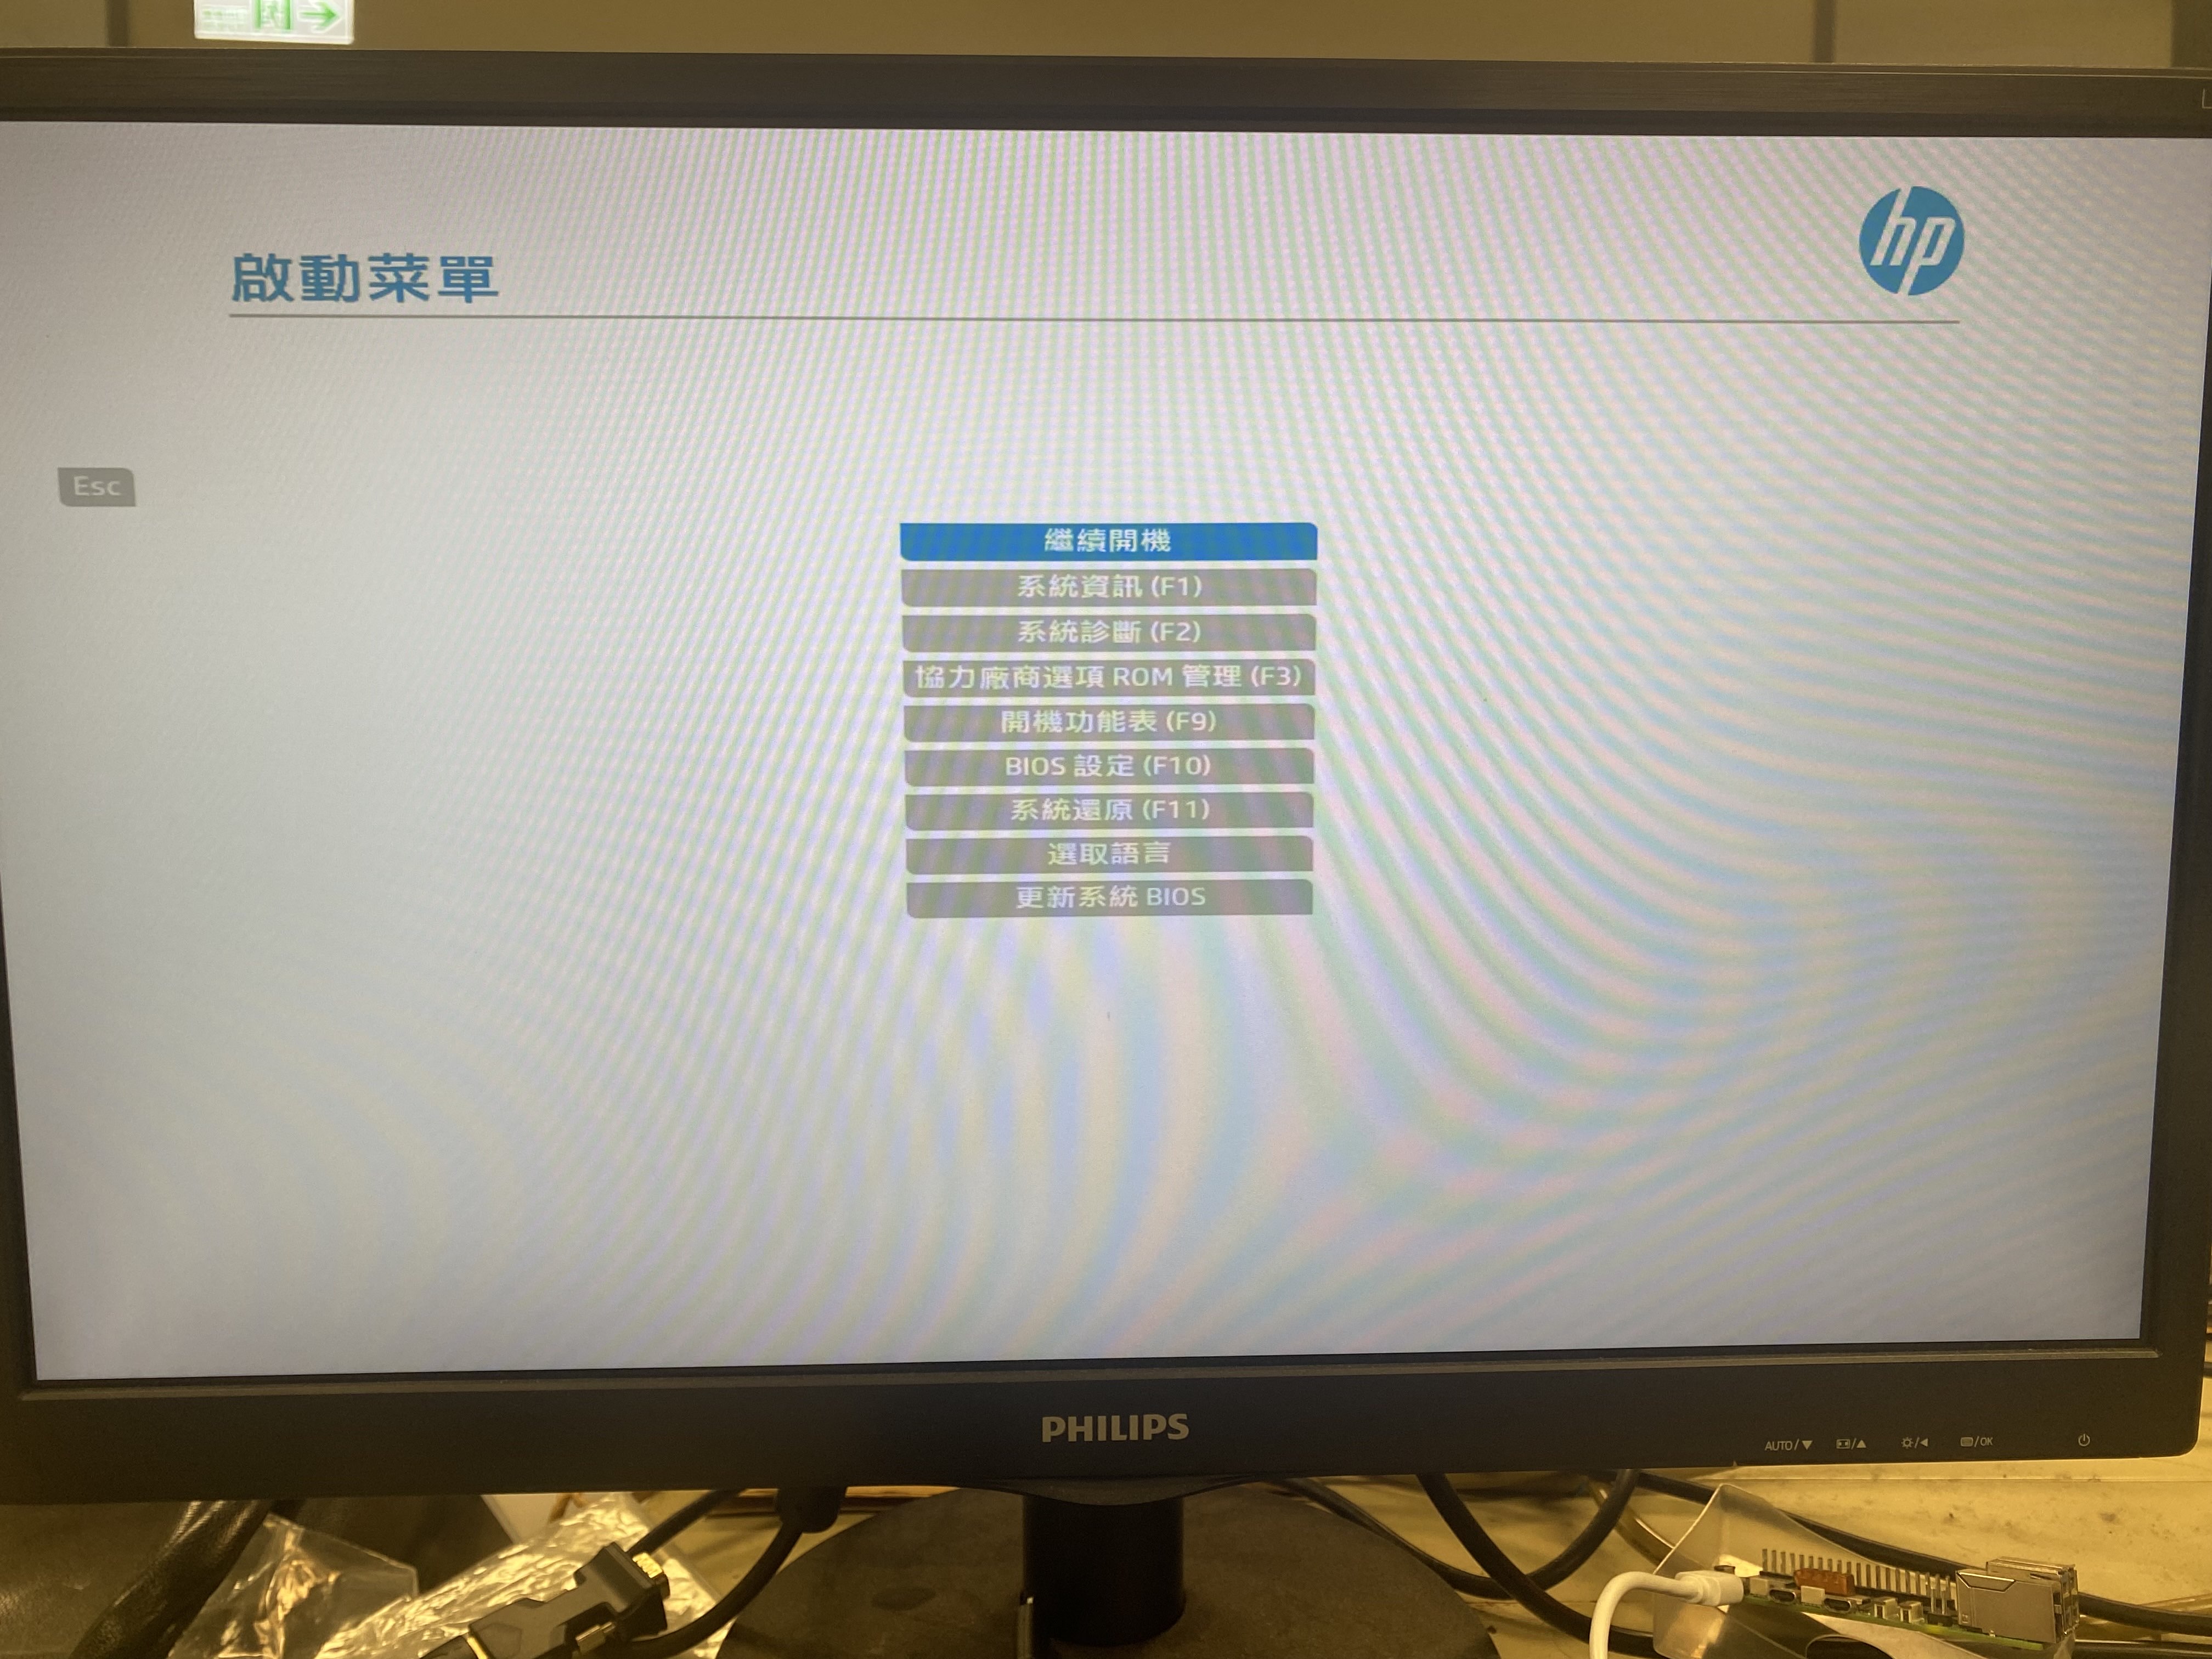 啟動菜單
hp
Esc
繼續開機
系統資訊 (F1)
系統診斷 (F2)
協力廠商選項 ROM 管理 (F3)
開機功能表 (F9)
BIOS 設定 (F10)
系統還原 (F11)
選取語言
更新系統 BIOS
PHILIPS
AUTO/▼
/▲
/◀
/OK